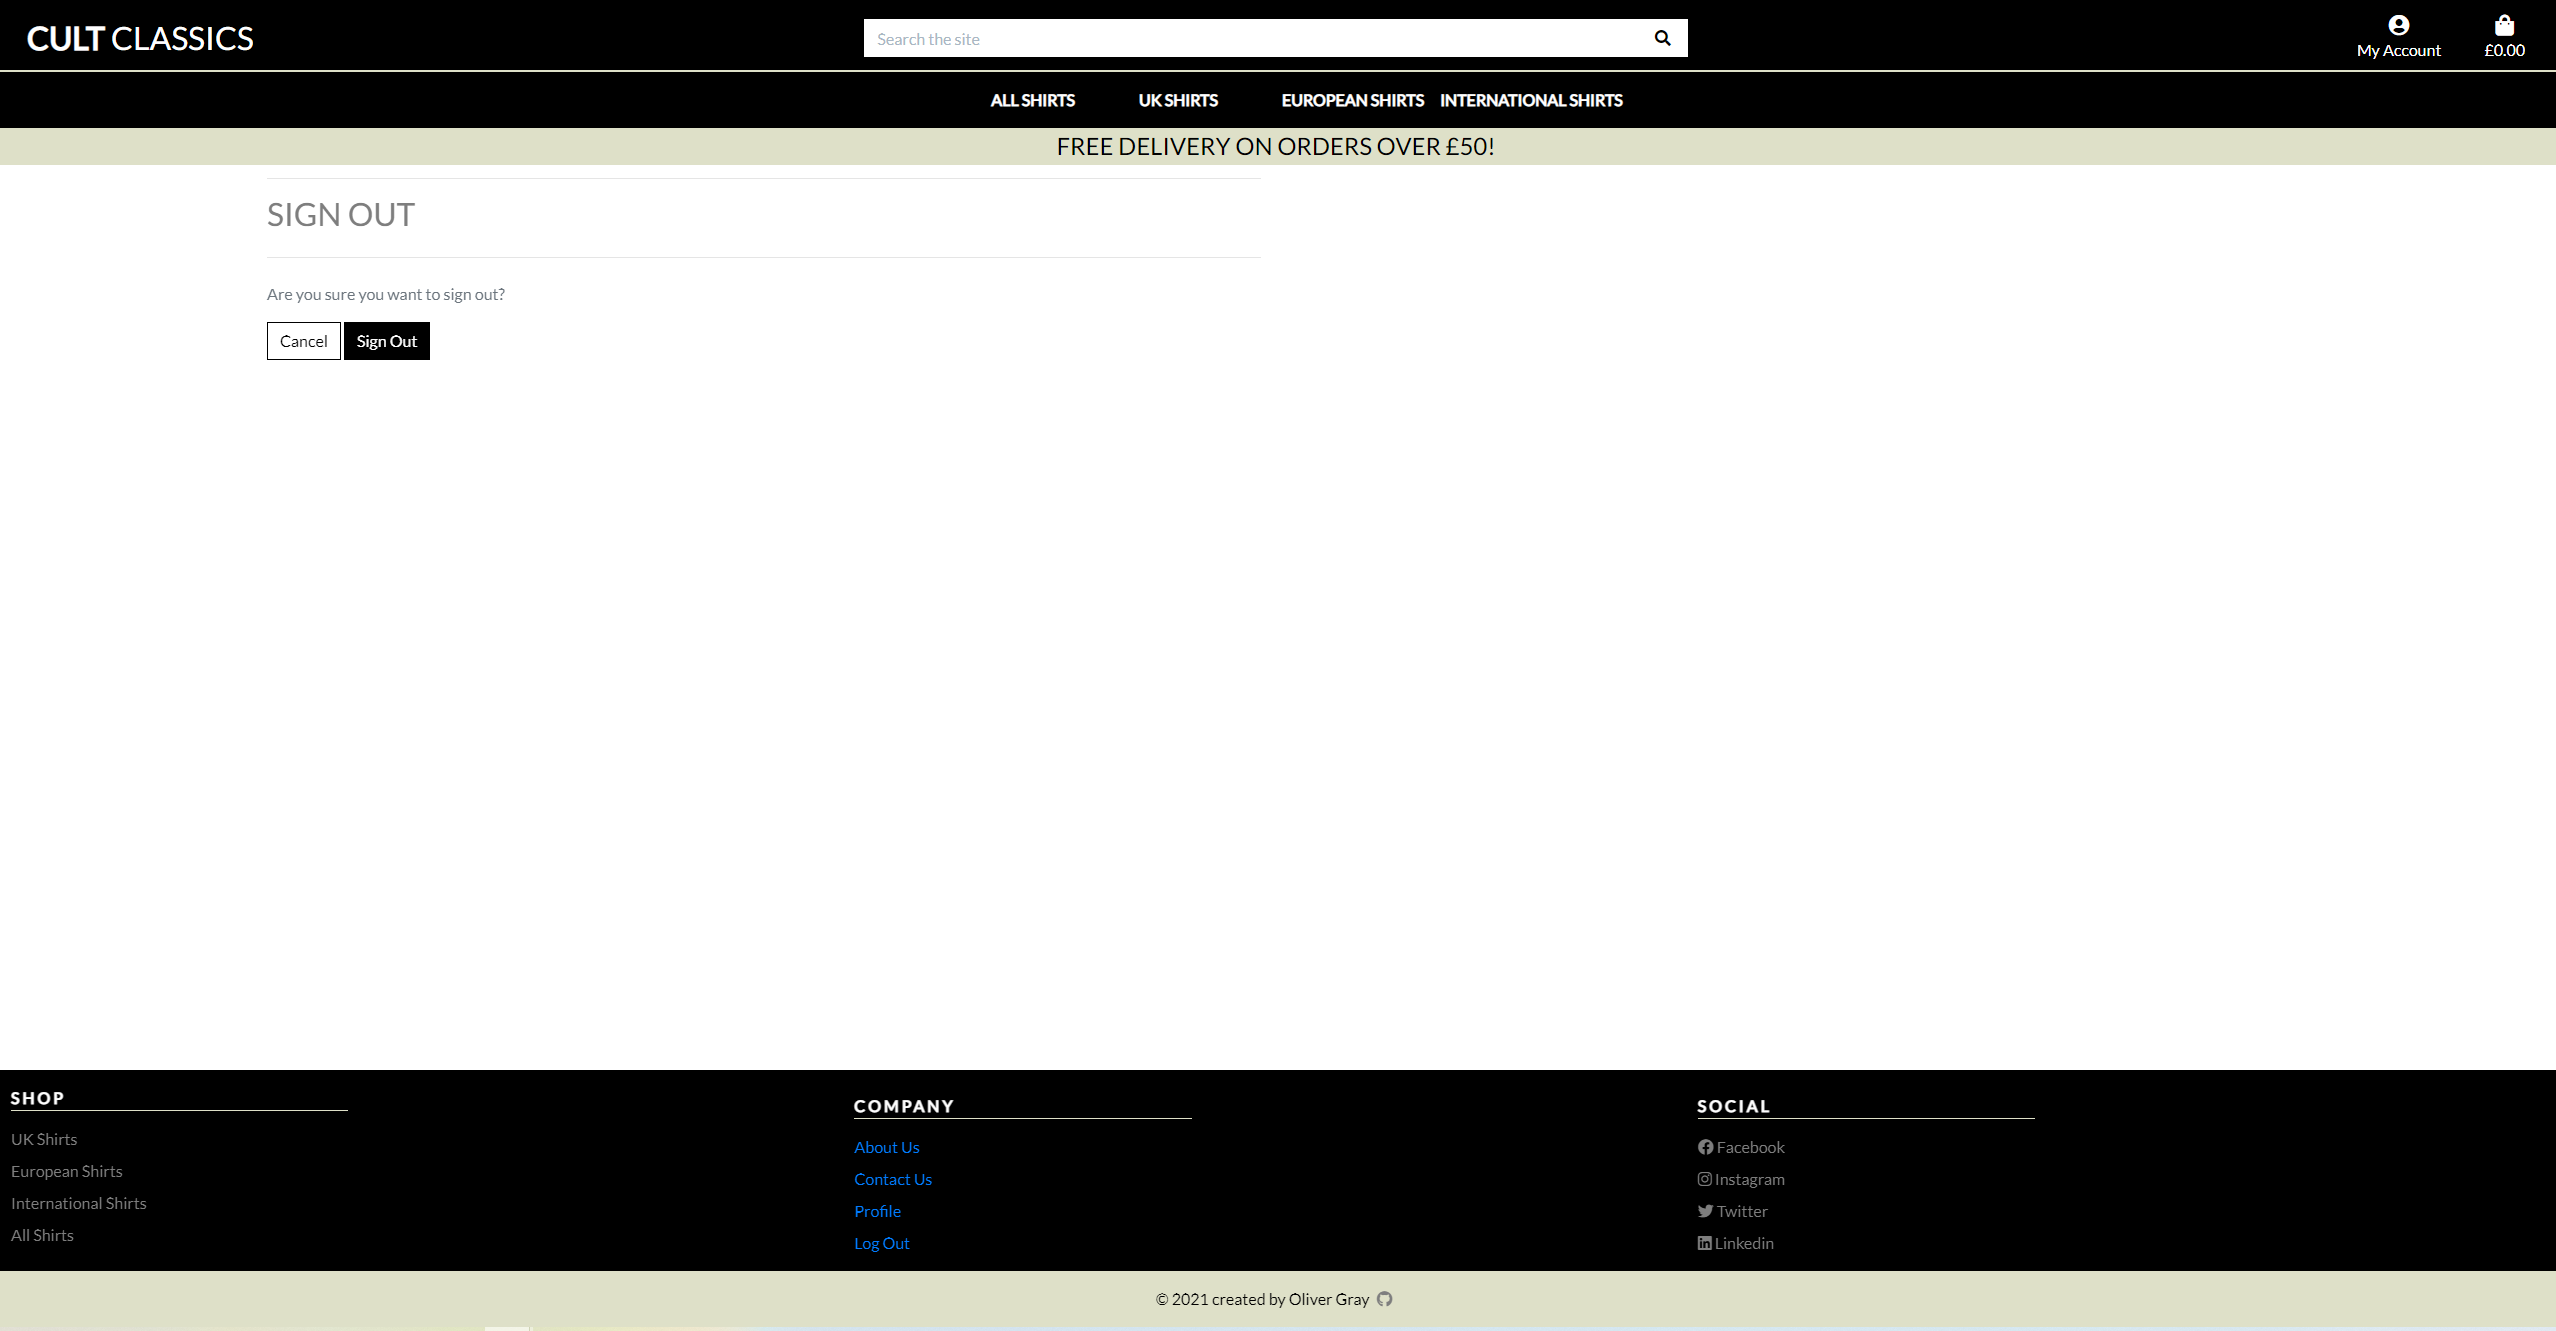 CULT CLASSICS
Search the site
My Account
£0.00
ALL SHIRTS
UK SHIRTS
EUROPEAN SHIRTS
INTERNATIONAL SHIRTS
FREE DELIVERY ON ORDERS OVER £50!
SIGN OUT
Are you sure you want to sign out?
Cancel
Sign Out
SHOP
UK Shirts
European Shirts
International Shirts
All Shirts
COMPANY
About Us
Contact Us
Profile
Log Out
SOCIAL
Facebook
Instagram
Twitter
Linkedin
© 2021 created by Oliver Gray